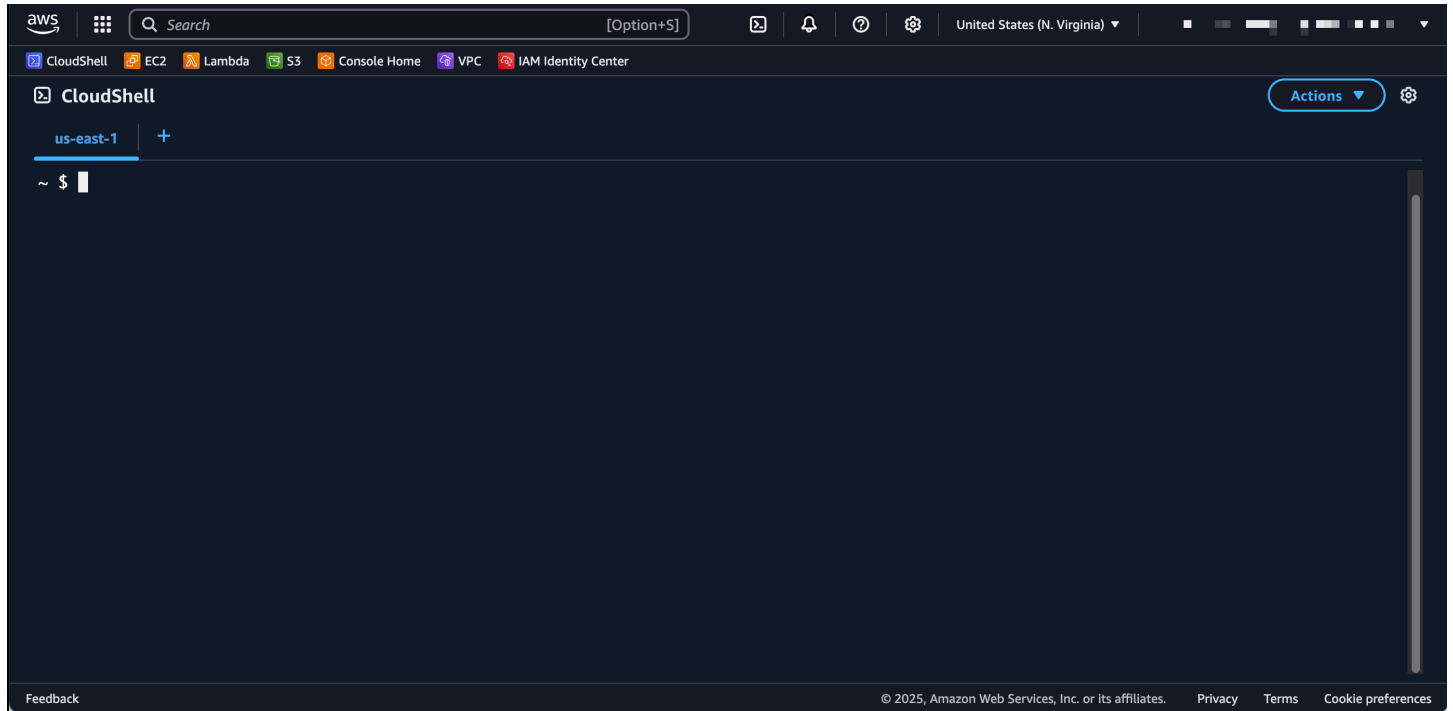 aws Search [Option+S] United States (N. Virginia)
CloudShell EC2 Lambda S3 Console Home VPC IAM Identity Center
CloudShell Actions
us-east-1 +
~ $
Feedback © 2025, Amazon Web Services, Inc. or its affiliates. Privacy Terms Cookie preferences